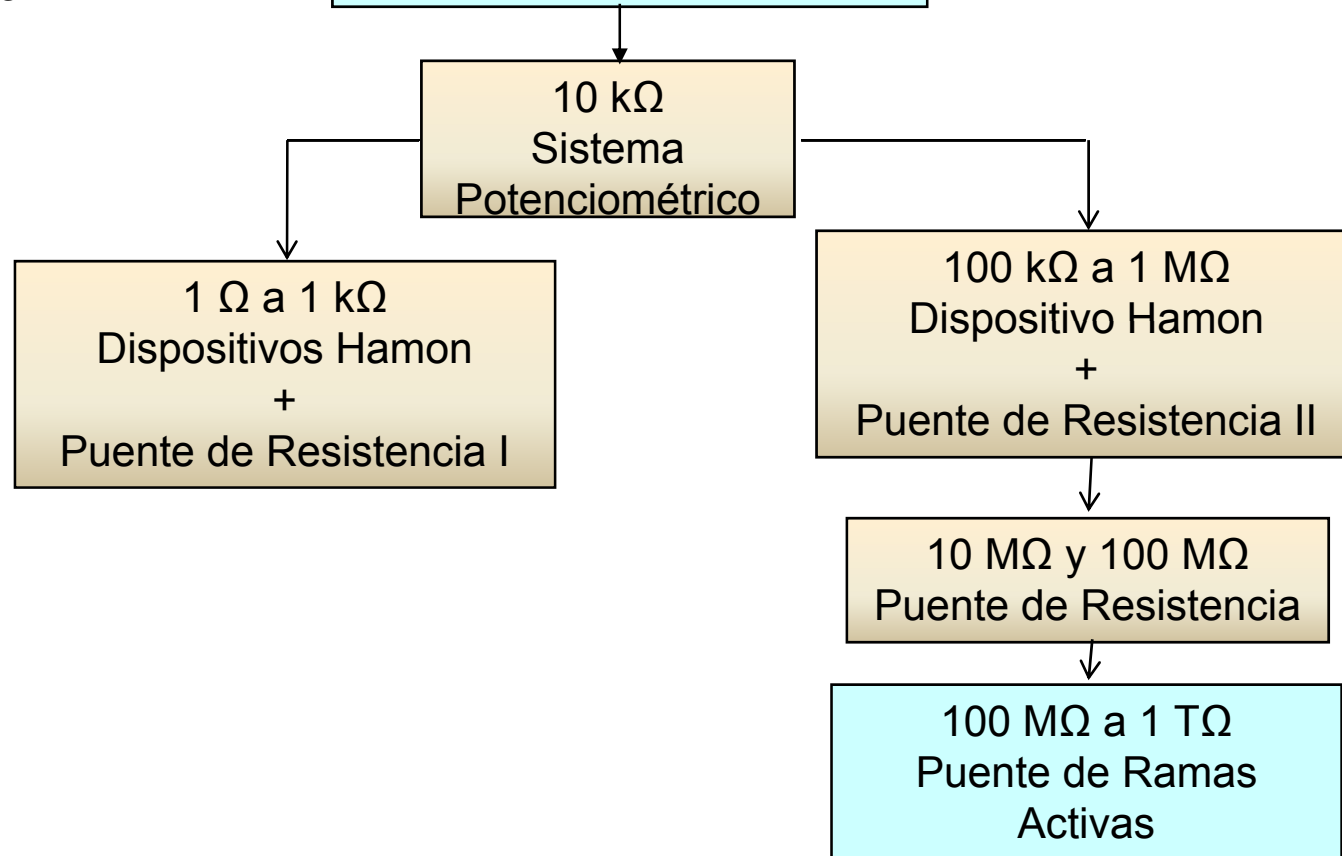 10 kΩ
Sistema
Potenciométrico
1 Ω a 1 kΩ
Dispositivos Hamon
+
Puente de Resistencia I
100 kΩ a 1 MΩ
Dispositivo Hamon
+
Puente de Resistencia II
10 MΩ y 100 MΩ
Puente de Resistencia
100 MΩ a 1 TΩ
Puente de Ramas
Activas